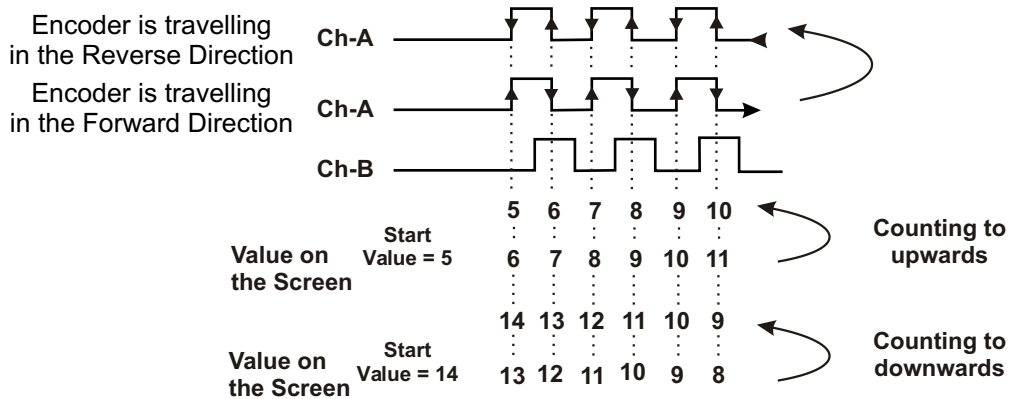 Encoder is travelling
in the Reverse Direction
Ch-A
Encoder is travelling
in the Forward Direction
Ch-A
Ch-B
5 6 7 8 9 10
Counting to
upwards
Value on
the Screen
Start
Value = 5
6 7 8 9 10 11
14 13 12 11 10 9
Counting to
downwards
Value on
the Screen
Start
Value = 14
13 12 11 10 9 8